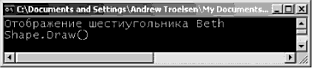 C:\Documents and Settings\Andrew Troelsen\My Documents...
Отображение шестиугольника Beth
Shape.Draw()